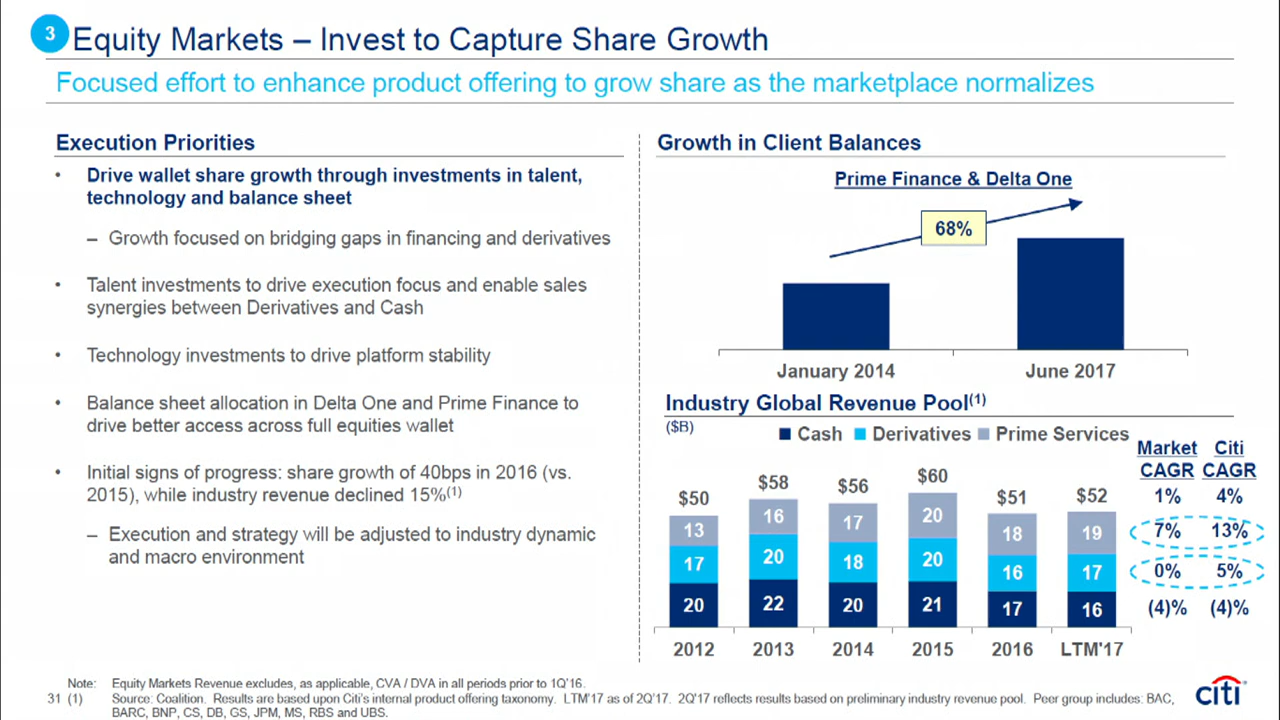 3
Equity Markets – Invest to Capture Share Growth
Focused effort to enhance product offering to grow share as the marketplace normalizes
Execution Priorities
• Drive wallet share growth through investments in talent,
technology and balance sheet
– Growth focused on bridging gaps in financing and derivatives
• Talent investments to drive execution focus and enable sales
synergies between Derivatives and Cash
• Technology investments to drive platform stability
• Balance sheet allocation in Delta One and Prime Finance to
drive better access across full equities wallet
• Initial signs of progress: share growth of 40bps in 2016 (vs.
2015), while industry revenue declined 15%(1)
– Execution and strategy will be adjusted to industry dynamic
and macro environment
Growth in Client Balances
Prime Finance & Delta One
68%
January 2014 June 2017
Industry Global Revenue Pool(1)
($B)
Cash Derivatives Prime Services
Market Citi
CAGR CAGR
$50 $58 $56 $60 $51 $52 1% 4%
13 16 17 20 18 19 7% 13%
17 20 18 20 16 17 0% 5%
20 22 20 21 17 16 (4)% (4)%
2012 2013 2014 2015 2016 LTM'17
Note: Equity Markets Revenue excludes, as applicable, CVA / DVA in all periods prior to 1Q'16.
31 (1) Source: Coalition. Results are based upon Citi's internal product offering taxonomy. LTM'17 as of 2Q'17. 2Q'17 reflects results based on preliminary industry revenue pool. Peer group includes: BAC,
BARC, BNP, CS, DB, GS, JPM, MS, RBS and UBS.
citi